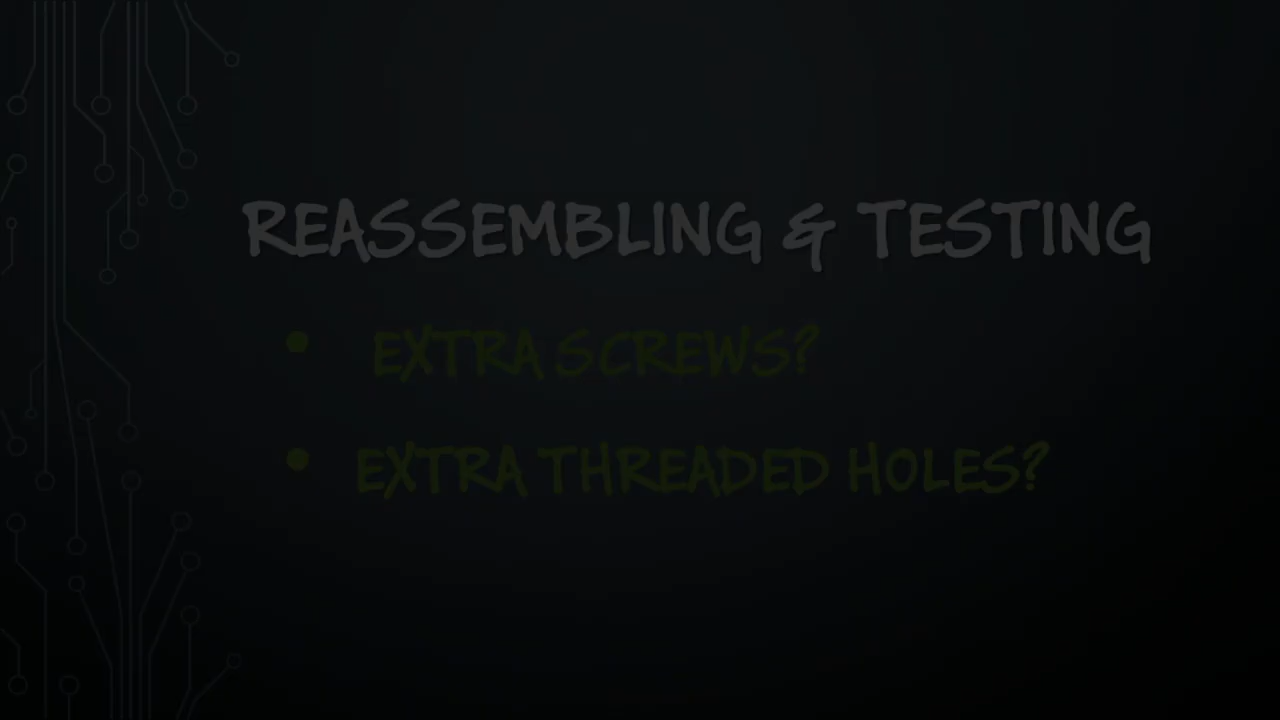 REASSEMBLING & TESTING
• EXTRA SCREWS?
• EXTRA THREADED HOLES?